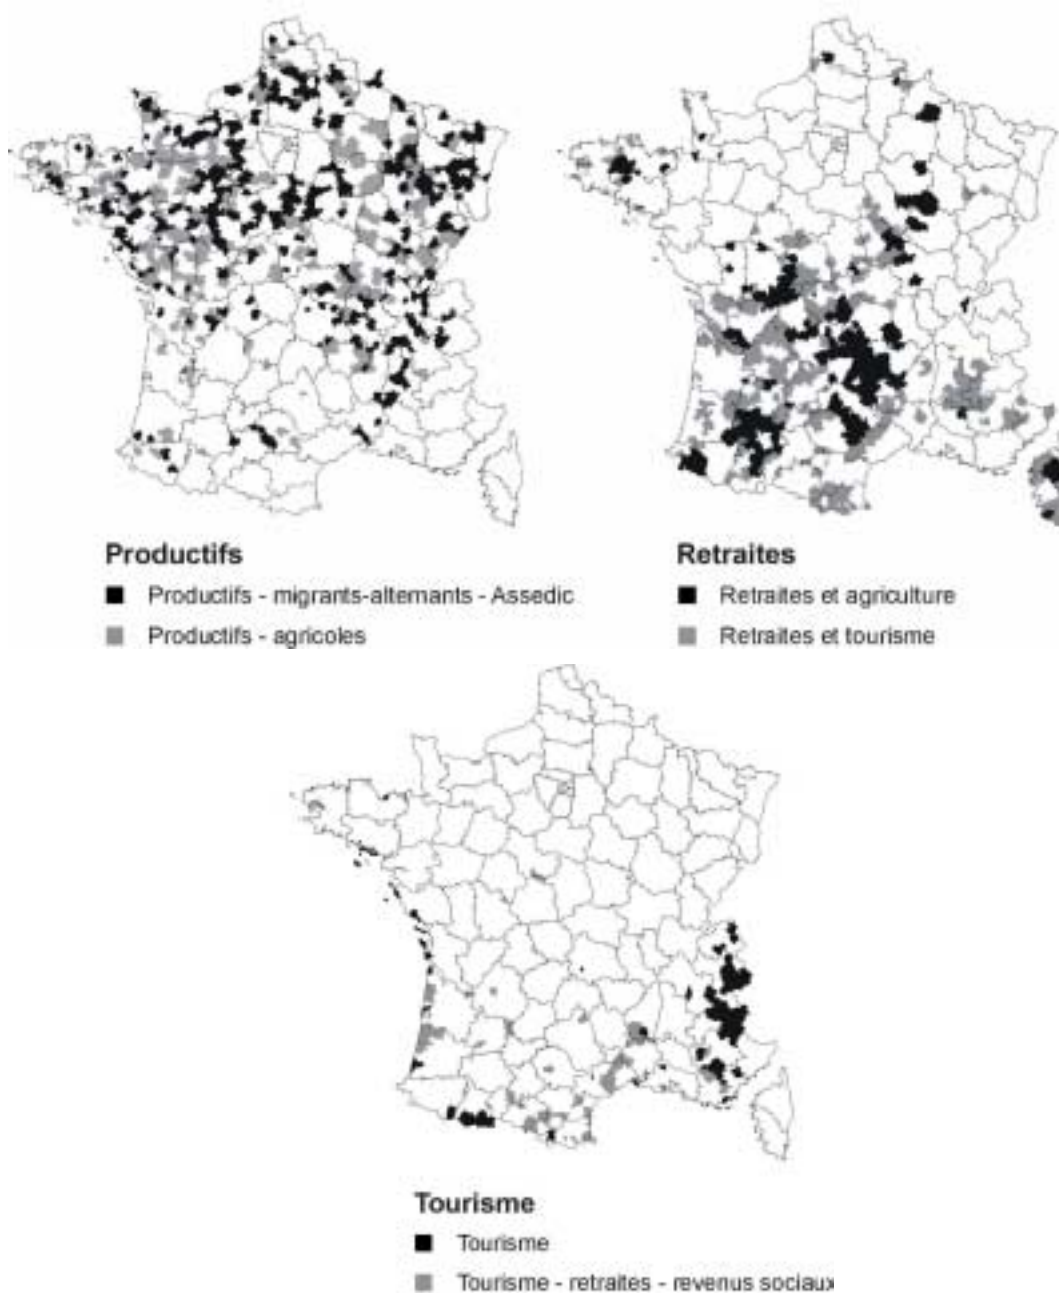 Productifs
Productifs - migrants-alternants - Assedic
Productifs - agricoles
Retraites
Retraites et agriculture
Retraites et tourisme
Tourisme
Tourisme
Tourisme - retraites - revenus sociaux